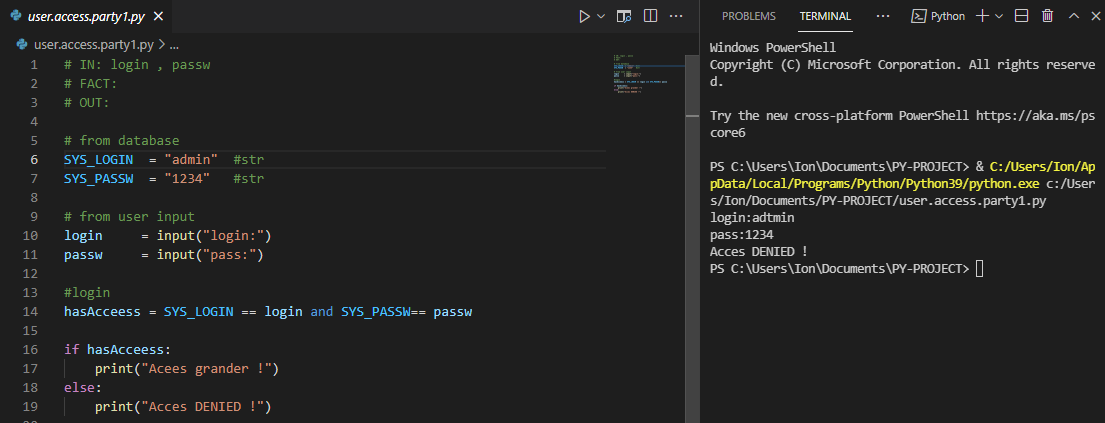 user.access.party1.py
user.access.party1.py > ...
1 # IN: login , passw
2 # FACT:
3 # OUT:
4
5 # from database
6 SYS_LOGIN  = "admin"  #str
7 SYS_PASSW  = "1234"   #str
8
9 # from user input
10 login     = input("login:")
11 passw     = input("pass:")
12
13 #login
14 hasAcceess = SYS_LOGIN == login and SYS_PASSW== passw
15
16 if hasAcceess:
17     print("Acees grander !")
18 else:
19     print("Acces DENIED !")
PROBLEMS TERMINAL ... Python
Windows PowerShell
Copyright (C) Microsoft Corporation. All rights reserve
d.
Try the new cross-platform PowerShell https://aka.ms/ps
core6
PS C:\Users\Ion\Documents\PY-PROJECT> & C:/Users/Ion/Ap
pData/Local/Programs/Python/Python39/python.exe c:/User
s/Ion/Documents/PY-PROJECT/user.access.party1.py
login:adtmin
pass:1234
Acces DENIED !
PS C:\Users\Ion\Documents\PY-PROJECT>